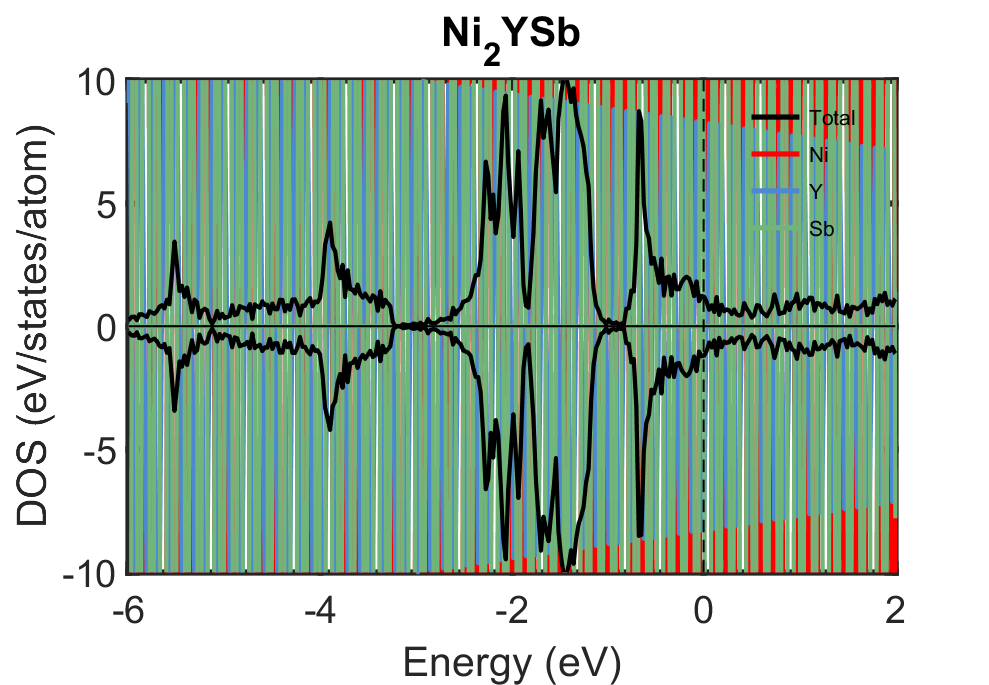 Ni2YSb
DOS (eV/states/atom)
10
5
0
-5
-10
Total
Ni
Y
Sb
-6
-4
-2
0
2
Energy (eV)